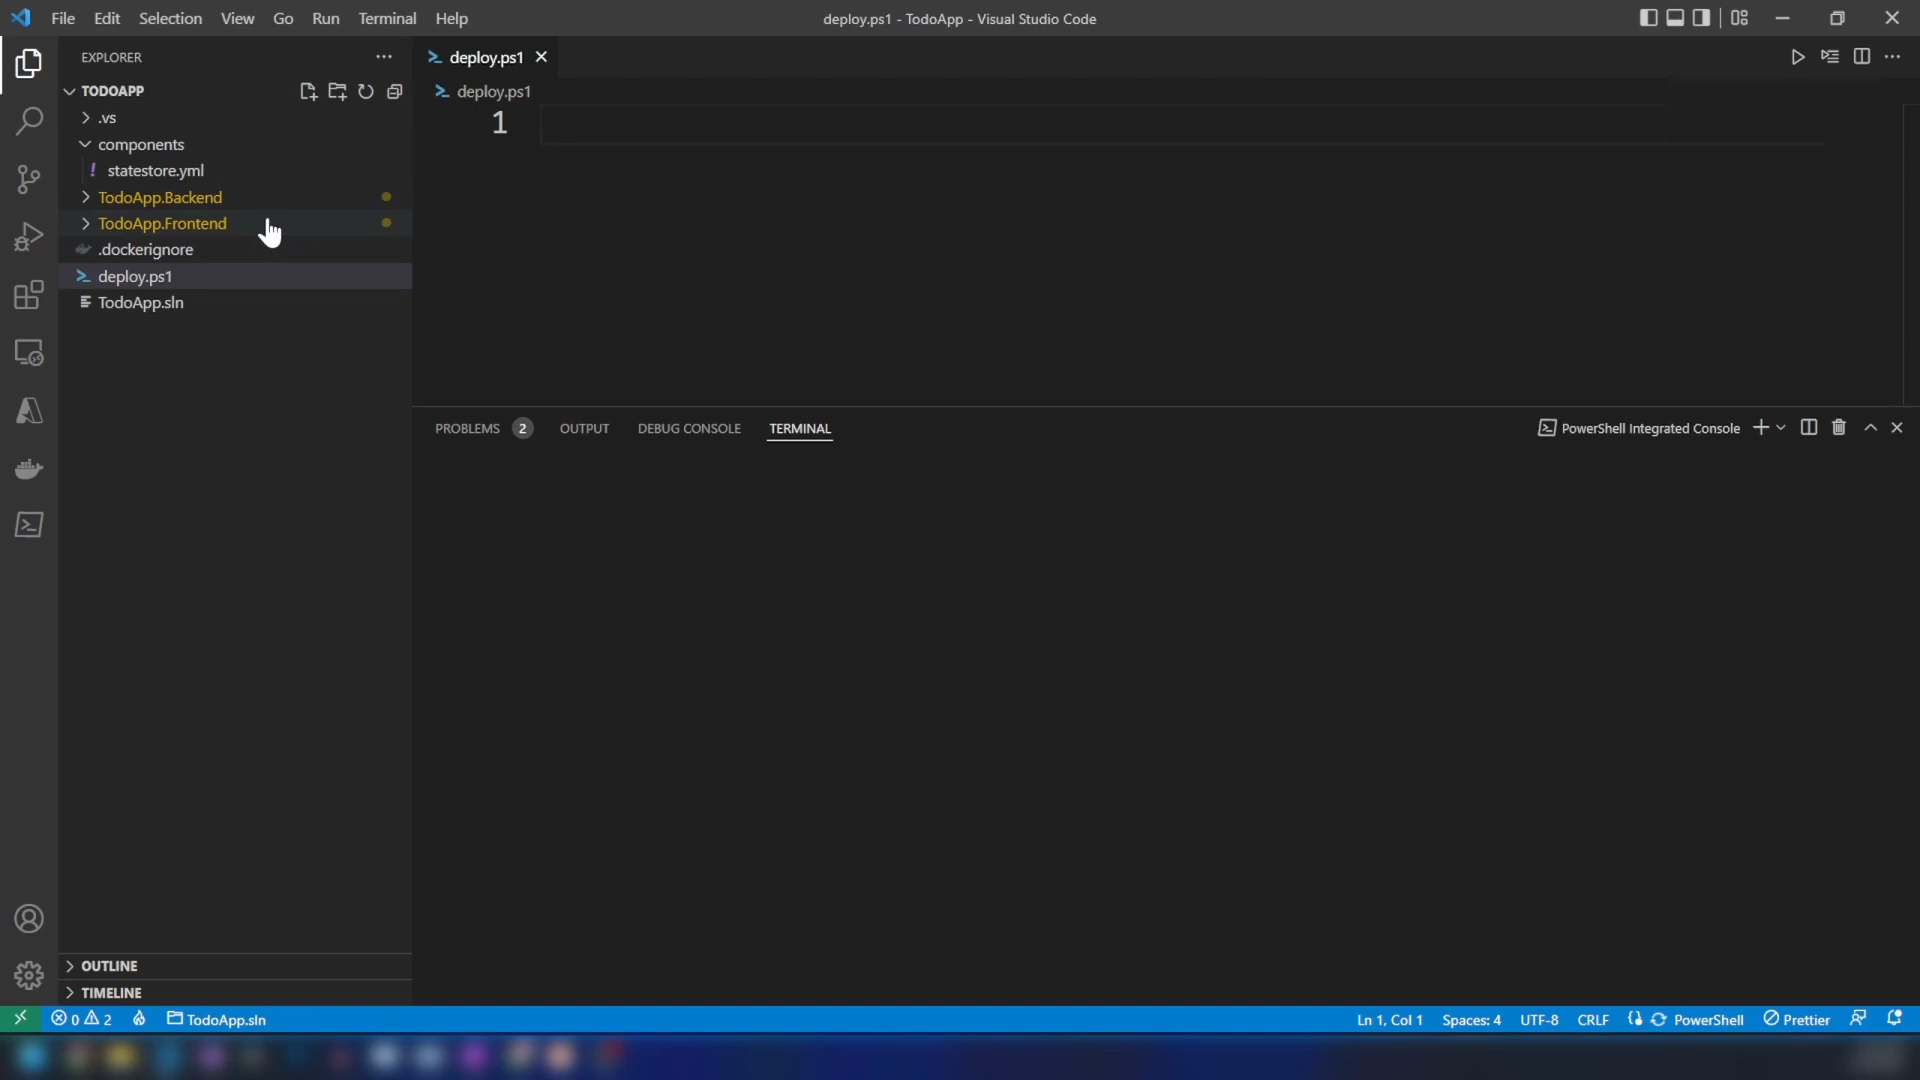 File Edit Selection View Go Run Terminal Help
deploy.ps1 - TodoApp - Visual Studio Code
EXPLORER
TODOAPP
.vs
components
statestore.yml
TodoApp.Backend
TodoApp.Frontend
.dockerignore
deploy.ps1
TodoApp.sln
OUTLINE
TIMELINE
deploy.ps1
deploy.ps1
1
PROBLEMS 2 OUTPUT DEBUG CONSOLE TERMINAL
PowerShell Integrated Console
0 2 TodoApp.sln
Ln 1, Col 1 Spaces: 4 UTF-8 CRLF PowerShell Prettier